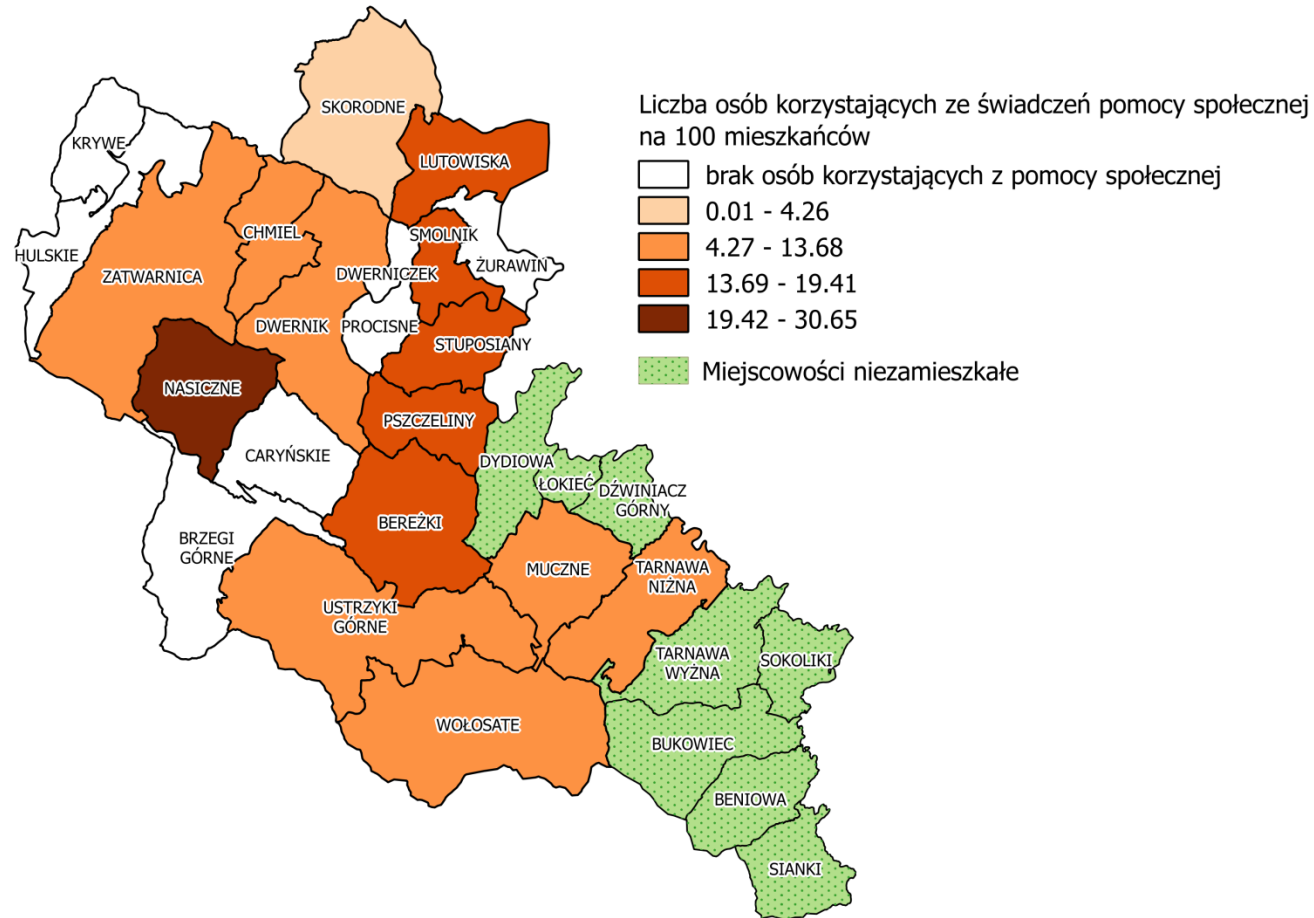 Liczba osób korzystających ze świadczeń pomocy społecznej
na 100 mieszkańców
brak osób korzystających z pomocy społecznej
0.01 - 4.26
4.27 - 13.68
13.69 - 19.41
19.42 - 30.65
Miejscowości niezamieszkałe
SKORODNE
KRYWE
LUTOWISKA
CHMIEL
SMOLNIK
HULSKIE
ZATWARNICA
DWERNICZEK
ŻURAWIN
DWERNIK
PROCISNE
STUPOSIANY
NASICZNE
PSZCZELINY
CARYŃSKIE
DYDIOWA
ŁOKIEĆ
DŹWINIACZ
GÓRNY
BEREŻKI
BRZEGI
GÓRNE
MUCZNE
TARNAWA
NIŻNA
USTRZYKI
GÓRNE
TARNAWA
WYŻNA
SOKOLIKI
WOŁOSATE
BUKOWIEC
BENIOWA
SIANKI